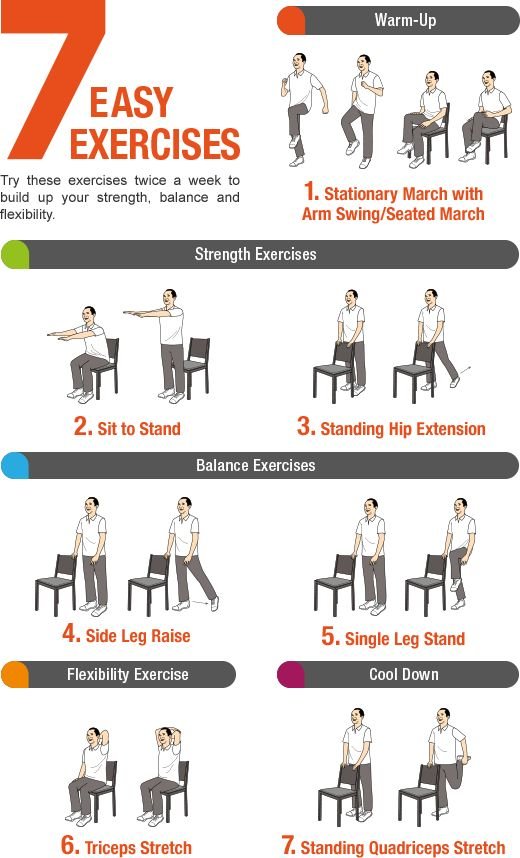 7 EASY
EXERCISES
Try these exercises twice a week to
build up your strength, balance and
flexibility.
Warm-Up
1. Stationary March with
Arm Swing/Seated March
Strength Exercises
2. Sit to Stand
3. Standing Hip Extension
Balance Exercises
4. Side Leg Raise
5. Single Leg Stand
Flexibility Exercise
6. Triceps Stretch
Cool Down
7. Standing Quadriceps Stretch